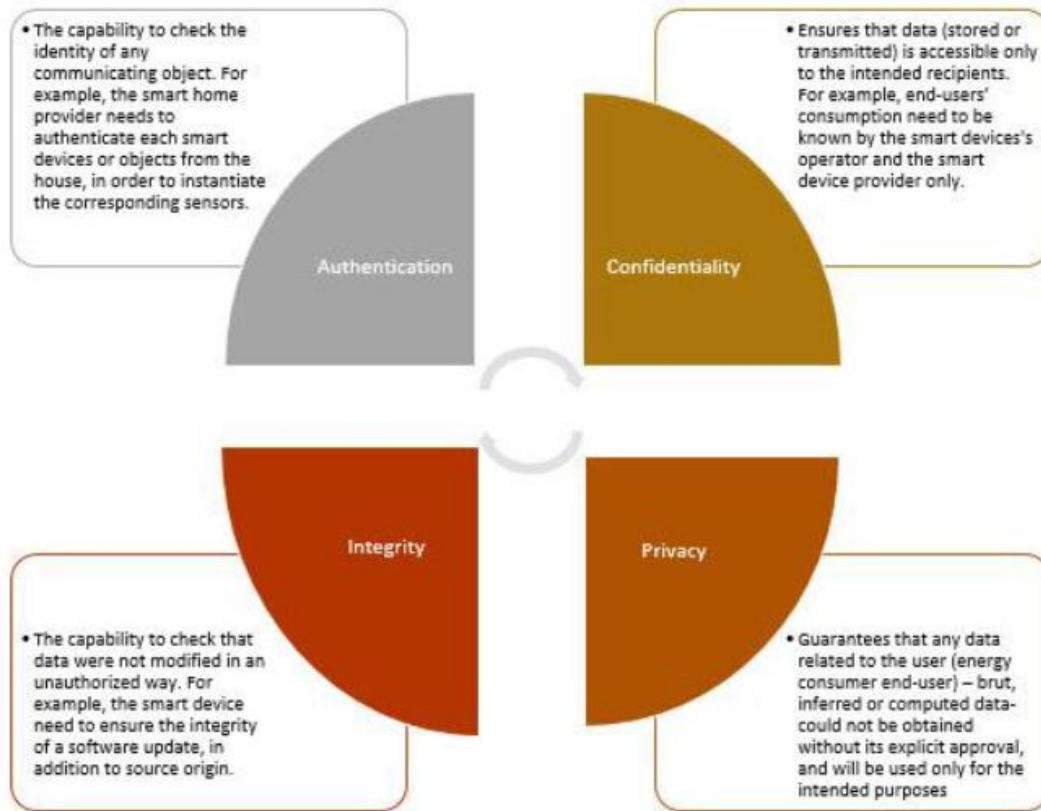 • The capability to check the
identity of any
communicating object. For
example, the smart home
provider needs to
authenticate each smart
devices or objects from the
house, in order to instantiate
the corresponding sensors.
Authentication
• Ensures that data (stored or
transmitted) is accessible only
to the intended recipients.
For example, end-users'
consumption need to be
known by the smart devices's
operator and the smart
device provider only.
Confidentiality
Integrity
• The capability to check that
data were not modified in an
unauthorized way. For
example, the smart device
need to ensure the integrity
of a software update, in
addition to source origin.
Privacy
• Guarantees that any data
related to the user (energy
consumer end-user) – brut,
inferred or computed data-
could not be obtained
without its explicit approval,
and will be used only for the
intended purposes